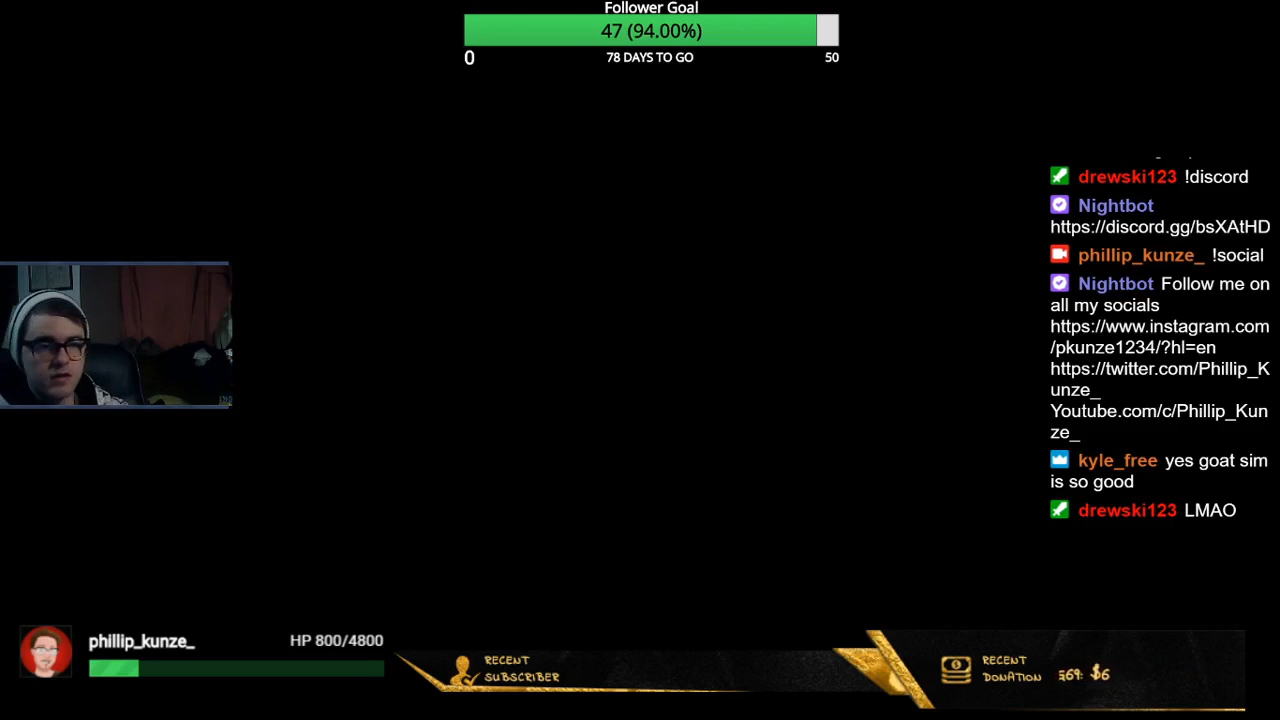 Follower Goal
47 (94.00%)
0
78 DAYS TO GO
50
drewski123 !discord
Nightbot
https://discord.gg/bsXAtHD
phillip_kunze_ !social
Nightbot Follow me on
all my socials
https://www.instagram.com
/pkunze1234/?hl=en
https://twitter.com/Phillip_K
unze_
Youtube.com/c/Phillip_Kun
ze_
kyle_free yes goat sim
is so good
drewski123 LMAO
phillip_kunze_
HP 800/4800
RECENT
SUBSCRIBER
RECENT
DONATION
569: $6